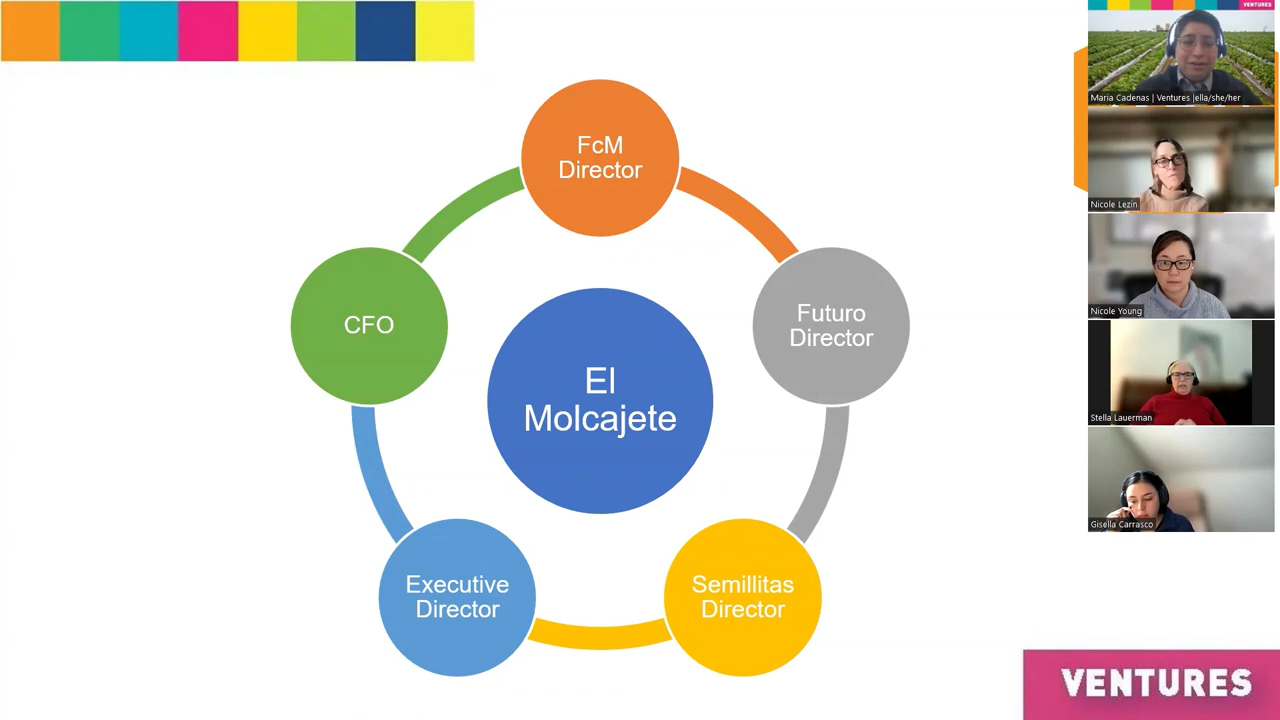 FcM
Director
CFO
Futuro
Director
El
Molcajete
Executive
Director
Semillitas
Director
VENTURES
VENTURES
Maria Cadenas | Ventures |ella/she/her
Nicole Lezin
Nicole Young
Stella Lauerman
Gisella Carrasco